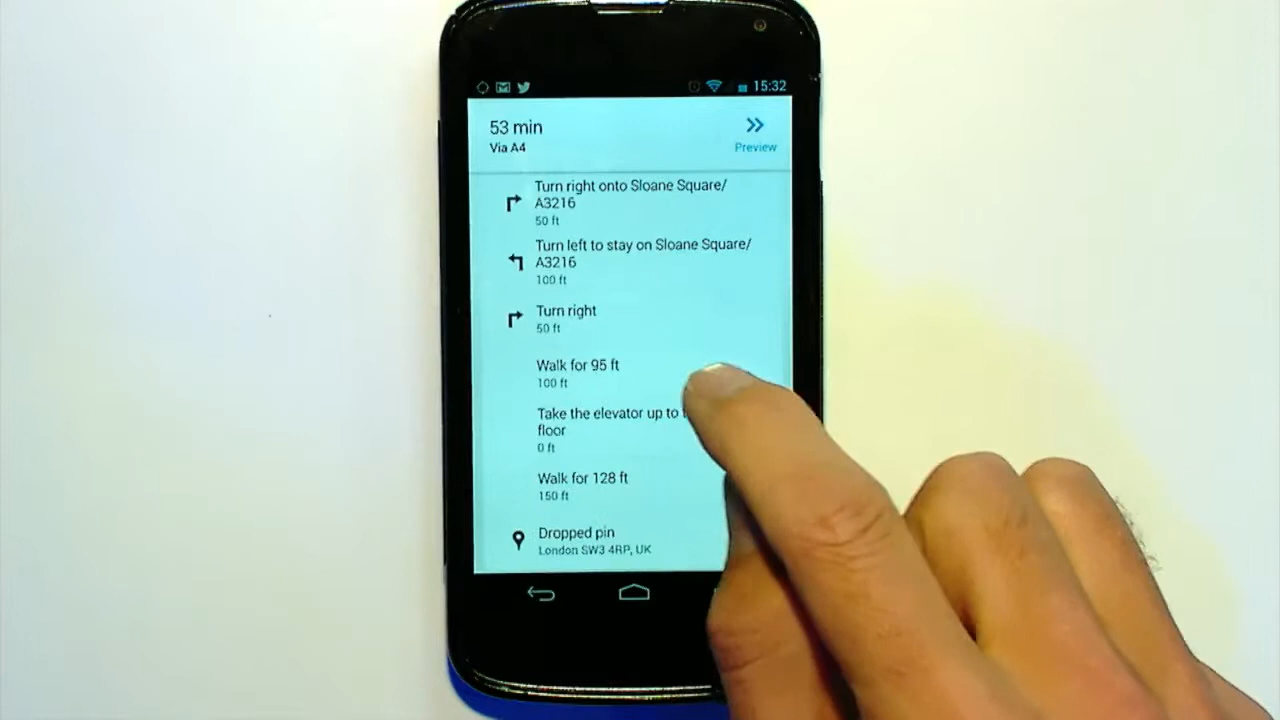 15:32
53 min
Via A4
Preview
Turn right onto Sloane Square/
A3216
50 ft
Turn left to stay on Sloane Square/
A3216
100 ft
Turn right
50 ft
Walk for 95 ft
100 ft
Take the elevator up to
floor
0 ft
Walk for 128 ft
150 ft
Dropped pin
London SW3 4RP, UK